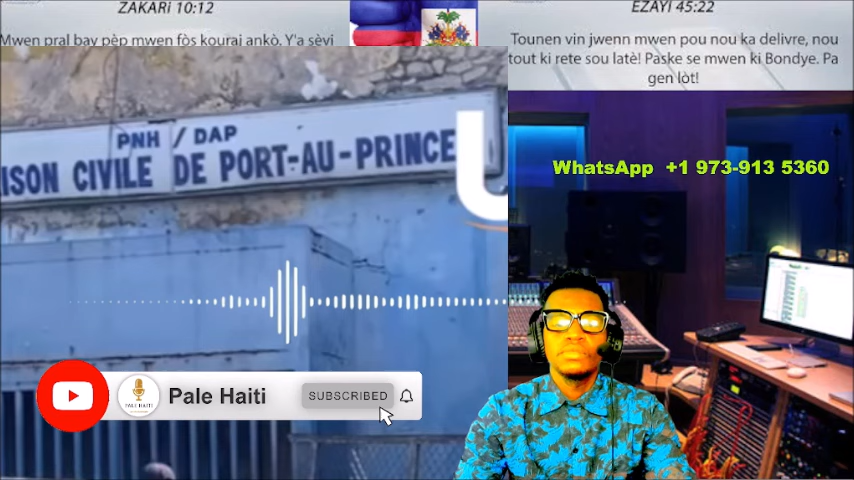 ZAKARi 10:12
Mwen pral bay pèp mwen fòs kouraj ankò. Y'a sèvi
EZAYI 45:22
Tounen vin jwenn mwen pou nou ka delivre, nou
tout ki rete sou latè! Paske se mwen ki Bondye. Pa
gen lòt!
PNH / DAP
ISON CIVILE DE PORT-AU-PRINCE
WhatsApp +1 973-913 5360
PALE HAITI
Pale Haiti
SUBSCRIBED